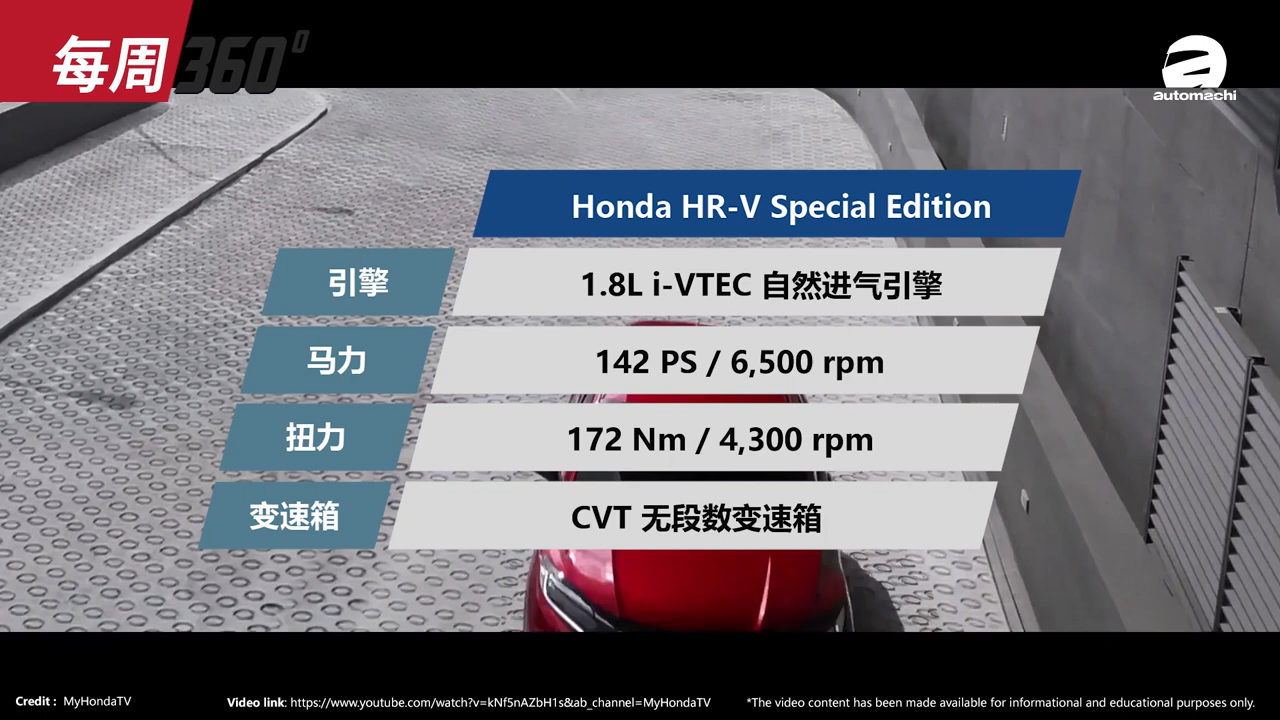 每周360°
automachi
Honda HR-V Special Edition
引擎 1.8L i-VTEC 自然进气引擎
马力 142 PS / 6,500 rpm
扭力 172 Nm / 4,300 rpm
变速箱 CVT 无段数变速箱
Credit : MyHondaTV Video link: https://www.youtube.com/watch?v=kNf5nAZbH1s&ab_channel=MyHondaTV *The video content has been made available for informational and educational purposes only.